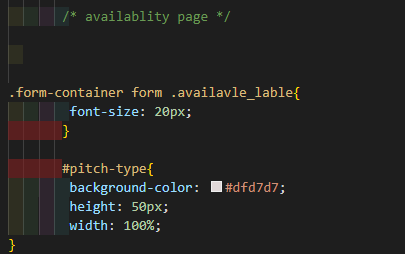 /* availablity page */
.form-container form .availavle_lable{
font-size: 20px;
}
#pitch-type{
background-color: #dfd7d7;
height: 50px;
width: 100%;
}